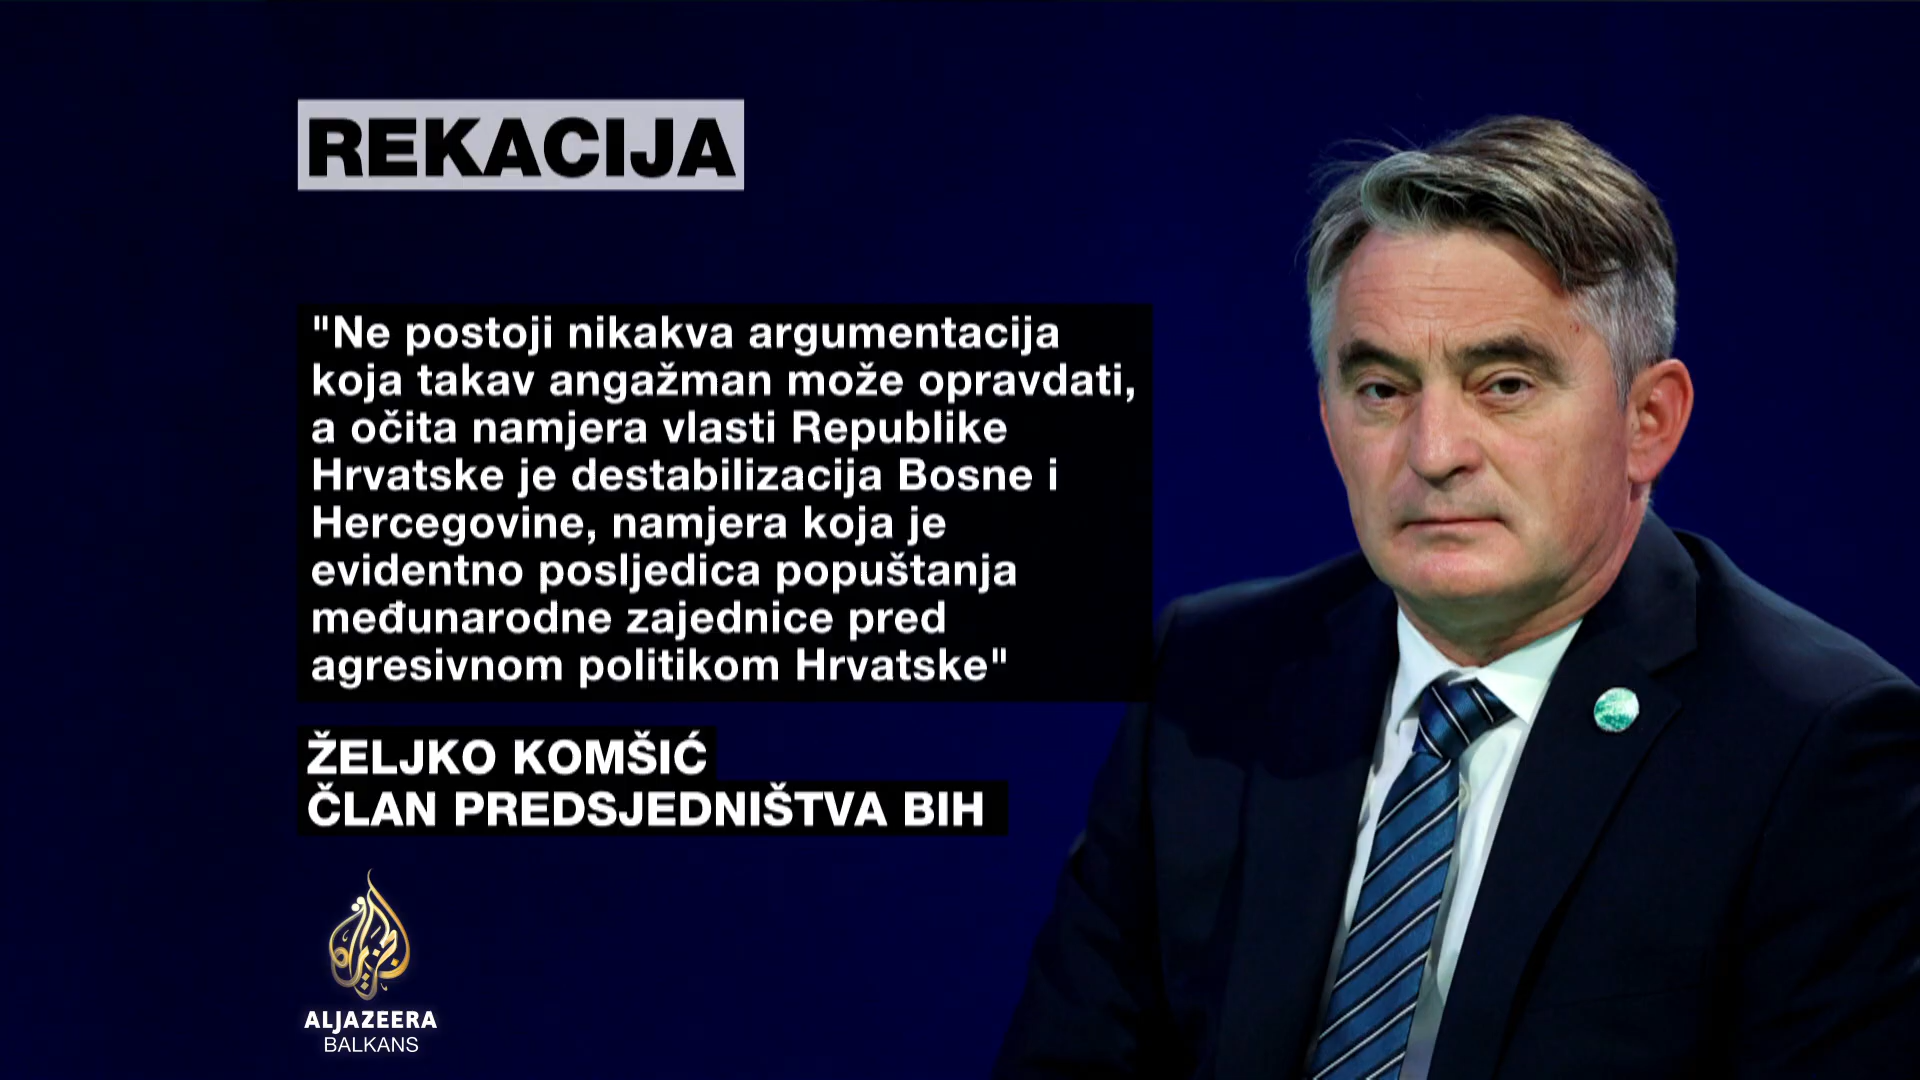 REKACIJA
"Ne postoji nikakva argumentacija
koja takav angažman može opravdati,
a očita namjera vlasti Republike
Hrvatske je destabilizacija Bosne i
Hercegovine, namjera koja je
evidentno posljedica popuštanja
međunarodne zajednice pred
agresivnom politikom Hrvatske"
ŽELJKO KOMŠIĆ
ČLAN PREDSJEDNIŠTVA BIH
ALJAZEERA
BALKANS